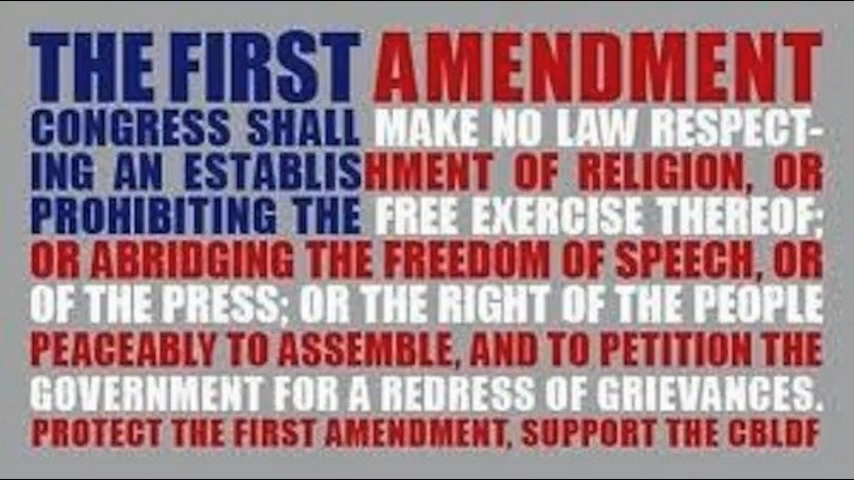 THE FIRST AMENDMENT
CONGRESS SHALL MAKE NO LAW RESPECT-
ING AN ESTABLISHMENT OF RELIGION, OR
PROHIBITING THE FREE EXERCISE THEREOF;
OR ABRIDGING THE FREEDOM OF SPEECH, OR
OF THE PRESS; OR THE RIGHT OF THE PEOPLE
PEACEABLY TO ASSEMBLE, AND TO PETITION THE
GOVERNMENT FOR A REDRESS OF GRIEVANCES.
PROTECT THE FIRST AMENDMENT, SUPPORT THE CBLDF